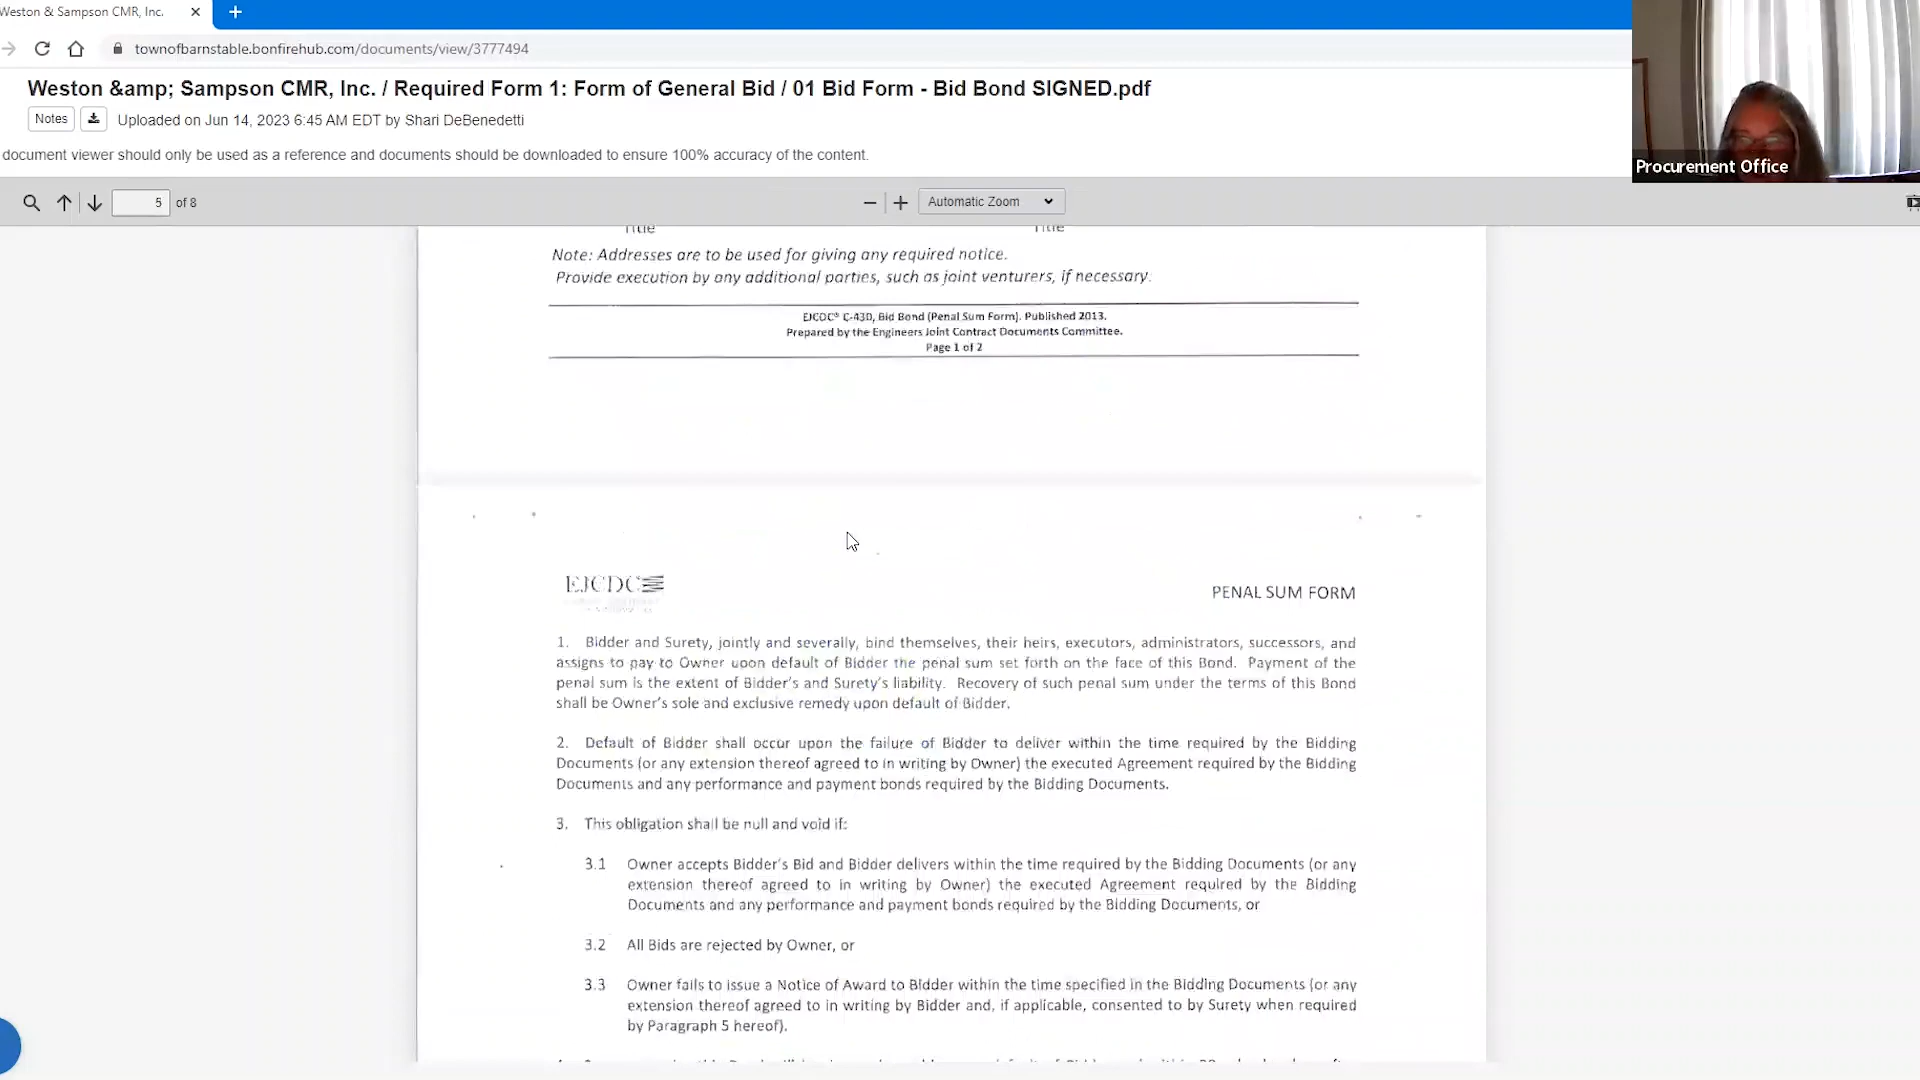 Weston & Sampson CMR, Inc.
townofbarnstable.bonfirehub.com/documents/view/3777494
Weston &amp; Sampson CMR, Inc. / Required Form 1: Form of General Bid / 01 Bid Form - Bid Bond SIGNED.pdf
Notes
Uploaded on Jun 14, 2023 6:45 AM EDT by Shari DeBenedetti
document viewer should only be used as a reference and documents should be downloaded to ensure 100% accuracy of the content.
Procurement Office
5 of 8
Automatic Zoom
Title Title
Note: Addresses are to be used for giving any required notice.
Provide execution by any additional parties, such as joint venturers, if necessary.
EJCDC® C-430, Bid Bond (Penal Sum Form). Published 2013.
Prepared by the Engineers Joint Contract Documents Committee.
Page 1 of 2
EJCDC
PENAL SUM FORM
1. Bidder and Surety, jointly and severally, bind themselves, their heirs, executors, administrators, successors, and
assigns to pay to Owner upon default of Bidder the penal sum set forth on the face of this Bond. Payment of the
penal sum is the extent of Bidder's and Surety's liability. Recovery of such penal sum under the terms of this Bond
shall be Owner's sole and exclusive remedy upon default of Bidder.
2. Default of Bidder shall occur upon the failure of Bidder to deliver within the time required by the Bidding
Documents (or any extension thereof agreed to in writing by Owner) the executed Agreement required by the Bidding
Documents and any performance and payment bonds required by the Bidding Documents.
3. This obligation shall be null and void if:
3.1 Owner accepts Bidder's Bid and Bidder delivers within the time required by the Bidding Documents (or any
extension thereof agreed to in writing by Owner) the executed Agreement required by the Bidding
Documents and any performance and payment bonds required by the Bidding Documents, or
3.2 All Bids are rejected by Owner, or
3.3 Owner fails to issue a Notice of Award to Bidder within the time specified in the Bidding Documents (or any
extension thereof agreed to in writing by Bidder and, if applicable, consented to by Surety when required
by Paragraph 5 hereof).